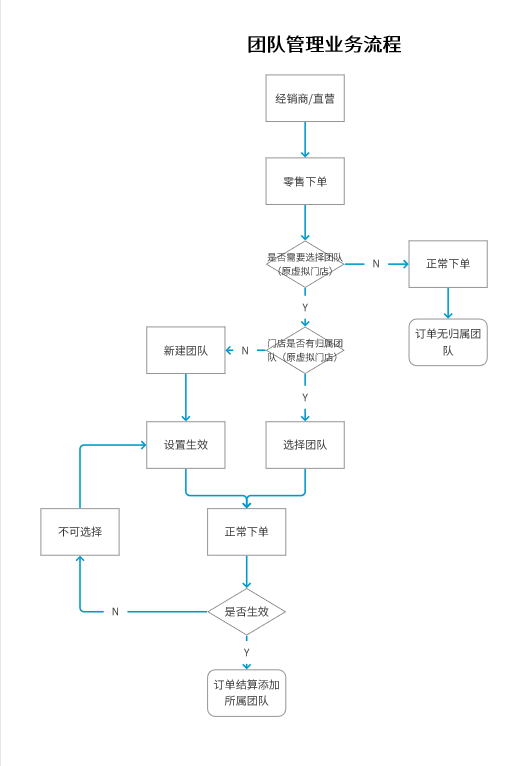 团队管理业务流程
经销商/直营
零售下单
是否需要选择团队
（原虚拟门店）
N
正常下单
Y
订单无归属团
队
新建团队
N
门店是否有归属团
队（原虚拟门店）
Y
设置生效
选择团队
不可选择
正常下单
N
是否生效
Y
订单结算添加
所属团队